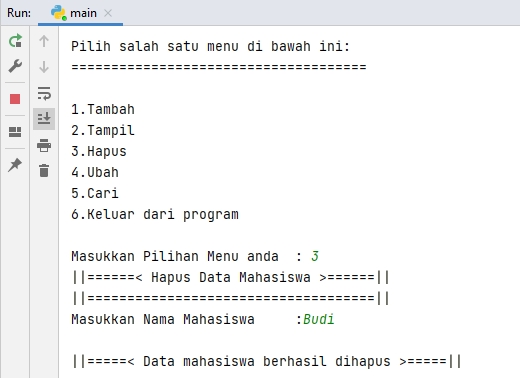 Run: main
Pilih salah satu menu di bawah ini:
=====================================
1.Tambah
2.Tampil
3.Hapus
4.Ubah
5.Cari
6.Keluar dari program
Masukkan Pilihan Menu anda  : 3
||======< Hapus Data Mahasiswa >======||
||====================================||
Masukkan Nama Mahasiswa     :Budi
||=====< Data mahasiswa berhasil dihapus >=====||